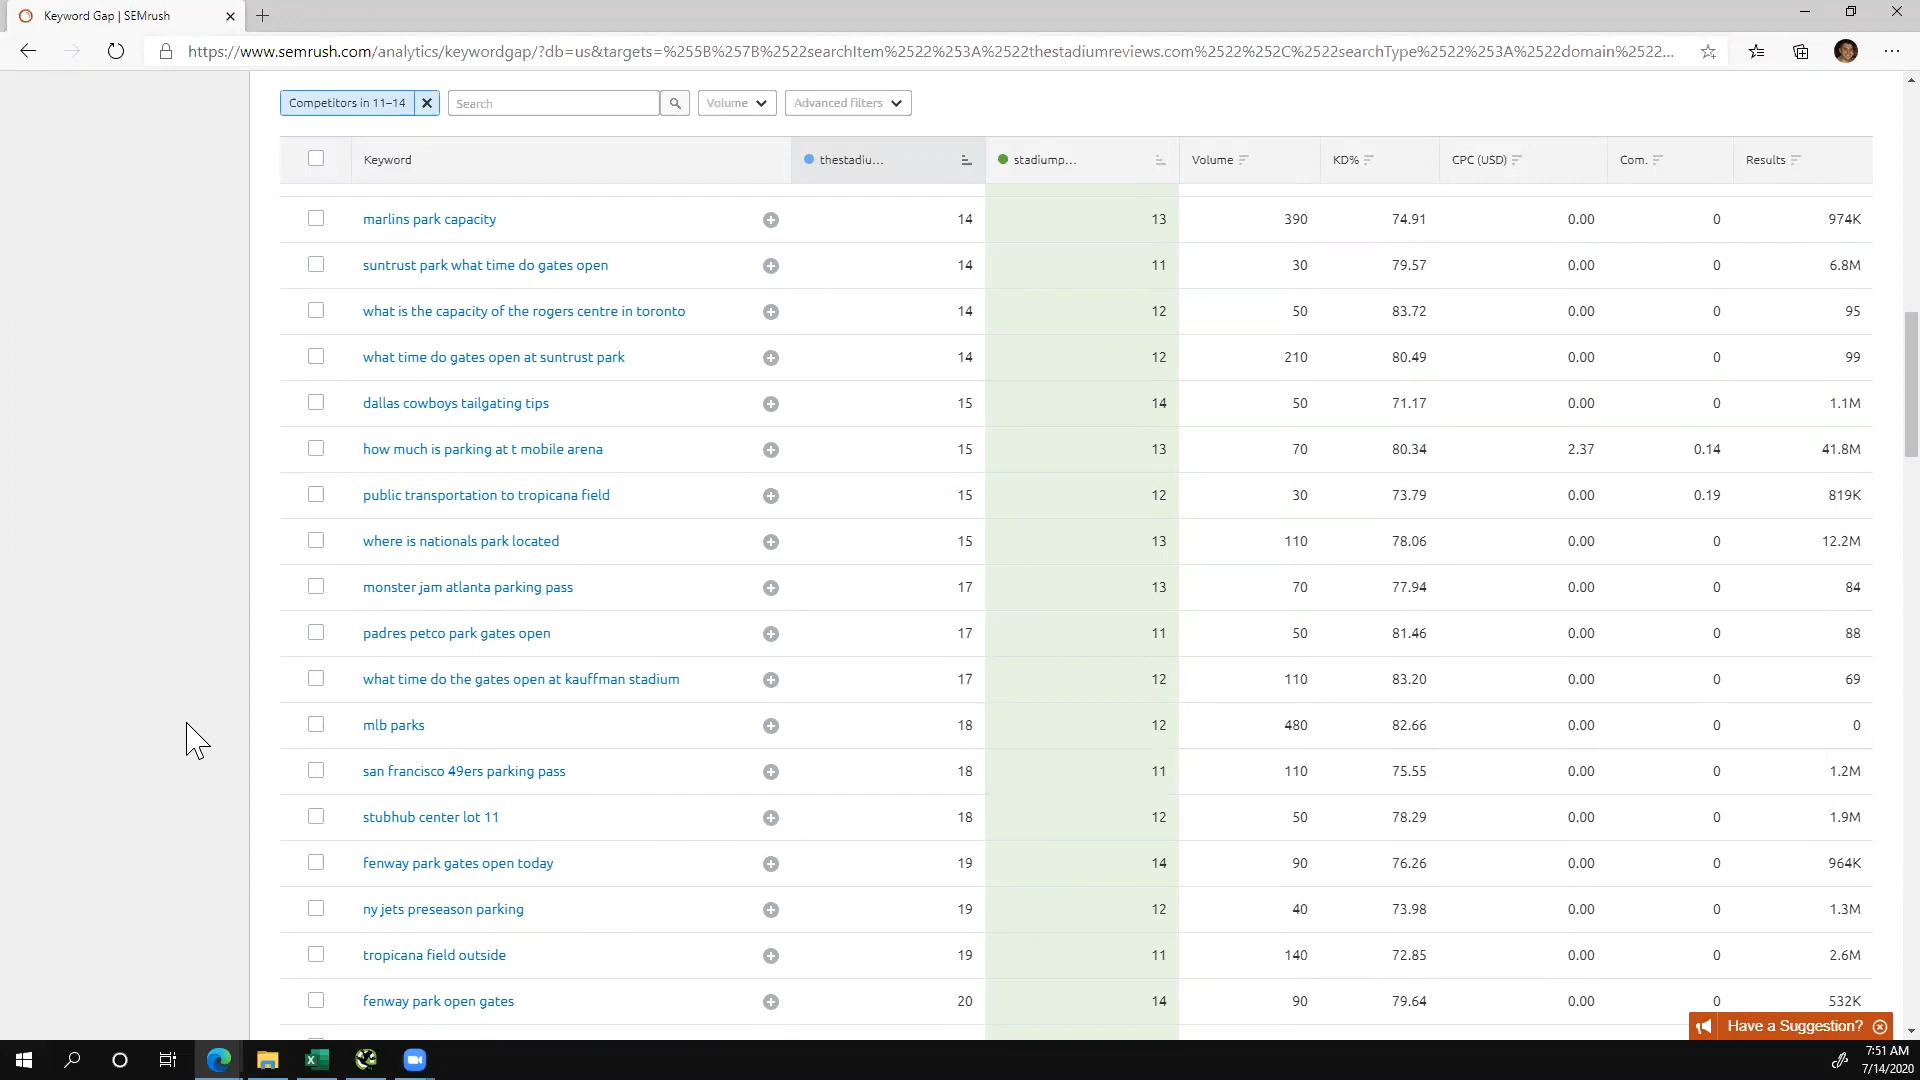 Keyword Gap | SEMrush
https://www.semrush.com/analytics/keywordgap/?db=us&targets=%255B%257B%2522searchItem%2522%253A%2522thestadiumreviews.com%2522%252C%2522searchType%2522%253A%2522domain%2522...
Competitors in 11–14 Search Volume Advanced filters
Keyword thestadiu... stadiump... Volume KD% CPC (USD) Com. Results
marlins park capacity 14 13 390 74.91 0.00 0 974K
suntrust park what time do gates open 14 11 30 79.57 0.00 0 6.8M
what is the capacity of the rogers centre in toronto 14 12 50 83.72 0.00 0 95
what time do gates open at suntrust park 14 12 210 80.49 0.00 0 99
dallas cowboys tailgating tips 15 14 50 71.17 0.00 0 1.1M
how much is parking at t mobile arena 15 13 70 80.34 2.37 0.14 41.8M
public transportation to tropicana field 15 12 30 73.79 0.00 0.19 819K
where is nationals park located 15 13 110 78.06 0.00 0 12.2M
monster jam atlanta parking pass 17 13 70 77.94 0.00 0 84
padres petco park gates open 17 11 50 81.46 0.00 0 88
what time do the gates open at kauffman stadium 17 12 110 83.20 0.00 0 69
mlb parks 18 12 480 82.66 0.00 0 0
san francisco 49ers parking pass 18 11 110 75.55 0.00 0 1.2M
stubhub center lot 11 18 12 50 78.29 0.00 0 1.9M
fenway park gates open today 19 14 90 76.26 0.00 0 964K
ny jets preseason parking 19 12 40 73.98 0.00 0 1.3M
tropicana field outside 19 11 140 72.85 0.00 0 2.6M
fenway park open gates 20 14 90 79.64 0.00 0 532K
Have a Suggestion?
7:51 AM
7/14/2020